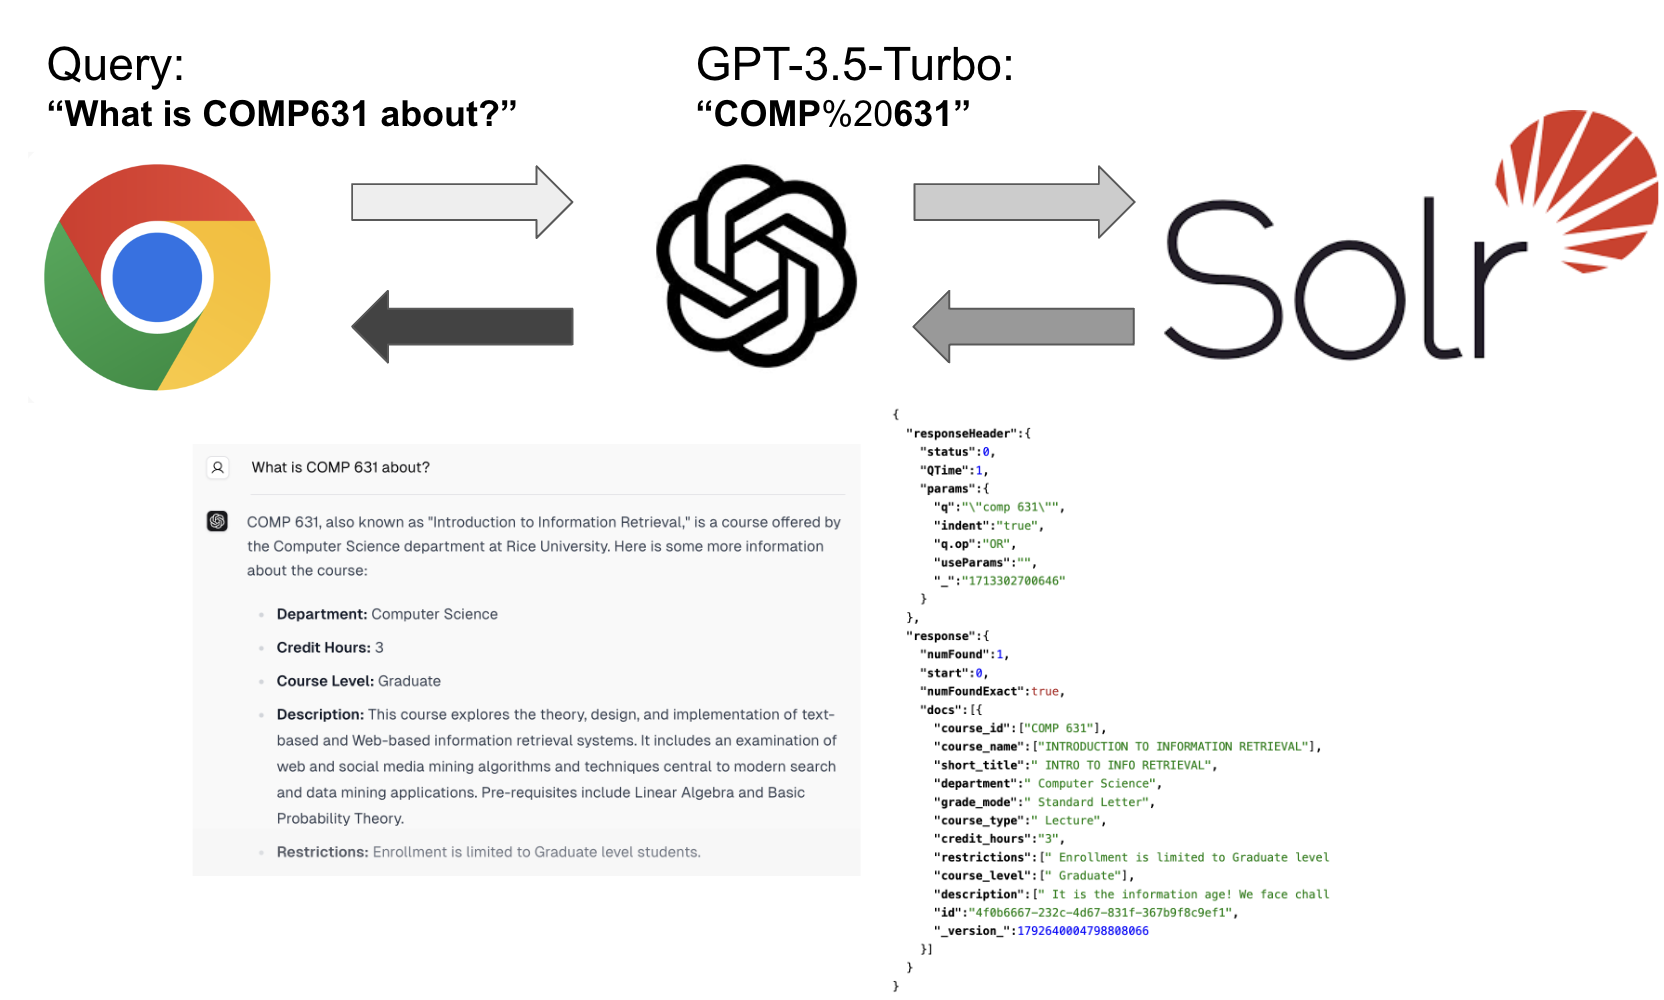 Query:
“What is COMP631 about?”
GPT-3.5-Turbo:
“COMP%20631”
Solr
What is COMP 631 about?
COMP 631, also known as "Introduction to Information Retrieval," is a course offered by
the Computer Science department at Rice University. Here is some more information
about the course:
Department: Computer Science
Credit Hours: 3
Course Level: Graduate
Description: This course explores the theory, design, and implementation of text-
based and Web-based information retrieval systems. It includes an examination of
web and social media mining algorithms and techniques central to modern search
and data mining applications. Pre-requisites include Linear Algebra and Basic
Probability Theory.
Restrictions: Enrollment is limited to Graduate level students.
{
"responseHeader":{
"status":0,
"QTime":1,
"params":{
"q":"\"comp 631\"",
"indent":"true",
"q.op":"OR",
"useParams":"",
"_":"1713302700646"
}
},
"response":{
"numFound":1,
"start":0,
"numFoundExact":true,
"docs":[{
"course_id":["COMP 631"],
"course_name":["INTRODUCTION TO INFORMATION RETRIEVAL"],
"short_title":" INTRO TO INFO RETRIEVAL",
"department":" Computer Science",
"grade_mode":" Standard Letter",
"course_type":" Lecture",
"credit_hours":"3",
"restrictions":[" Enrollment is limited to Graduate level
"course_level":[" Graduate"],
"description":[" It is the information age! We face chall
"id":"4f0b6667-232c-4d67-831f-367b9f8c9ef1",
"_version_":1792640004798808066
}]
}
}